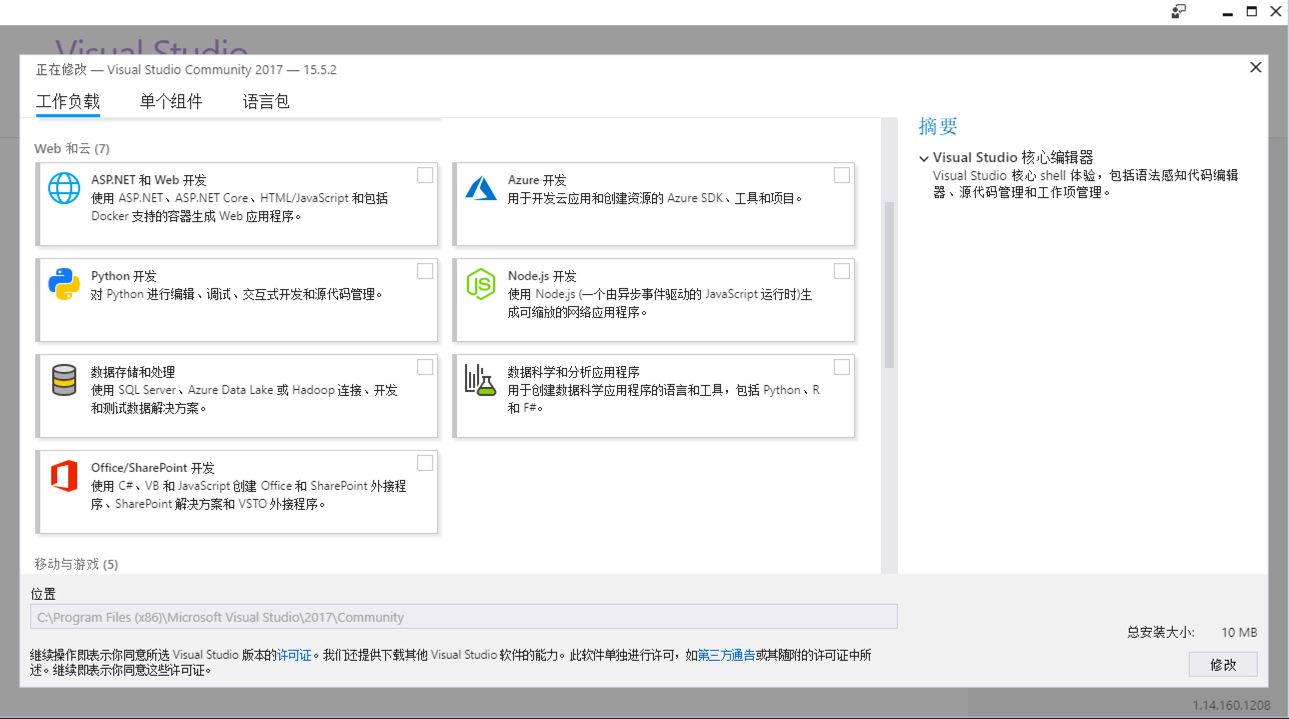 Visual Studio
正在修改 — Visual Studio Community 2017 — 15.5.2
工作负载 单个组件 语言包
Web 和云 (7)
ASP.NET 和 Web 开发
使用 ASP.NET、ASP.NET Core、HTML/JavaScript 和包括
Docker 支持的容器生成 Web 应用程序。
Azure 开发
用于开发云应用和创建资源的 Azure SDK、工具和项目。
Python 开发
对 Python 进行编辑、调试、交互式开发和源代码管理。
Node.js 开发
使用 Node.js (一个由异步事件驱动的 JavaScript 运行时)生
成可缩放的网络应用程序。
数据存储和处理
使用 SQL Server、Azure Data Lake 或 Hadoop 连接、开发
和测试数据解决方案。
数据科学和分析应用程序
用于创建数据科学应用程序的语言和工具，包括 Python、R
和 F#。
Office/SharePoint 开发
使用 C#、VB 和 JavaScript 创建 Office 和 SharePoint 外接程
序、SharePoint 解决方案和 VSTO 外接程序。
移动与游戏 (5)
摘要
Visual Studio 核心编辑器
Visual Studio 核心 shell 体验，包括语法感知代码编辑
器、源代码管理和工作项管理。
位置
C:\Program Files (x86)\Microsoft Visual Studio\2017\Community
继续操作即表示你同意所选 Visual Studio 版本的许可证。我们还提供下载其他 Visual Studio 软件的能力。此软件单独进行许可，如第三方通告或其随附的许可证中所
述。继续即表示你同意这些许可证。
总安装大小: 10 MB
修改
1.14.160.1208